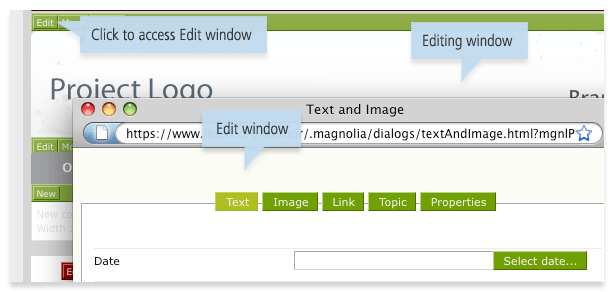 Edit
Click to access Edit window
Editing window
Project Logo
Text and Image
https://www.
/.magnolia/dialogs/textAndImage.html?mgnlP
Edit window
Edit
New
Text Image Link Topic Properties
New
Width
Date
Select date...